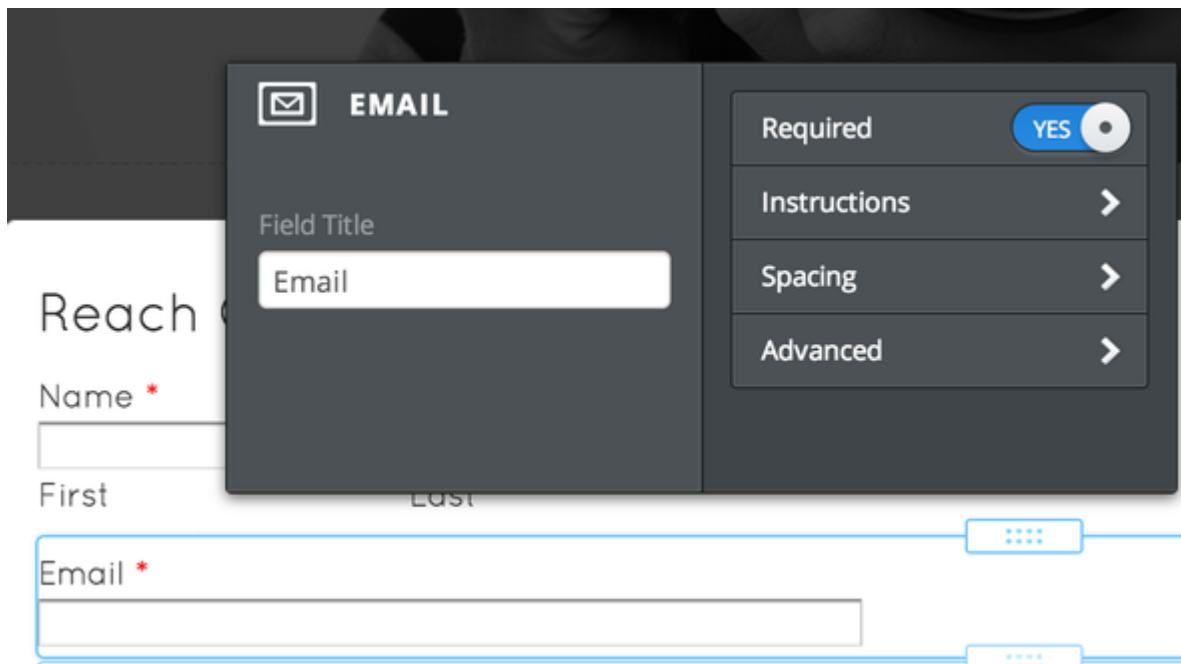 EMAIL
Field Title
Email
Required
YES
Instructions
Spacing
Advanced
Reach
Name *
First
Last
Email *